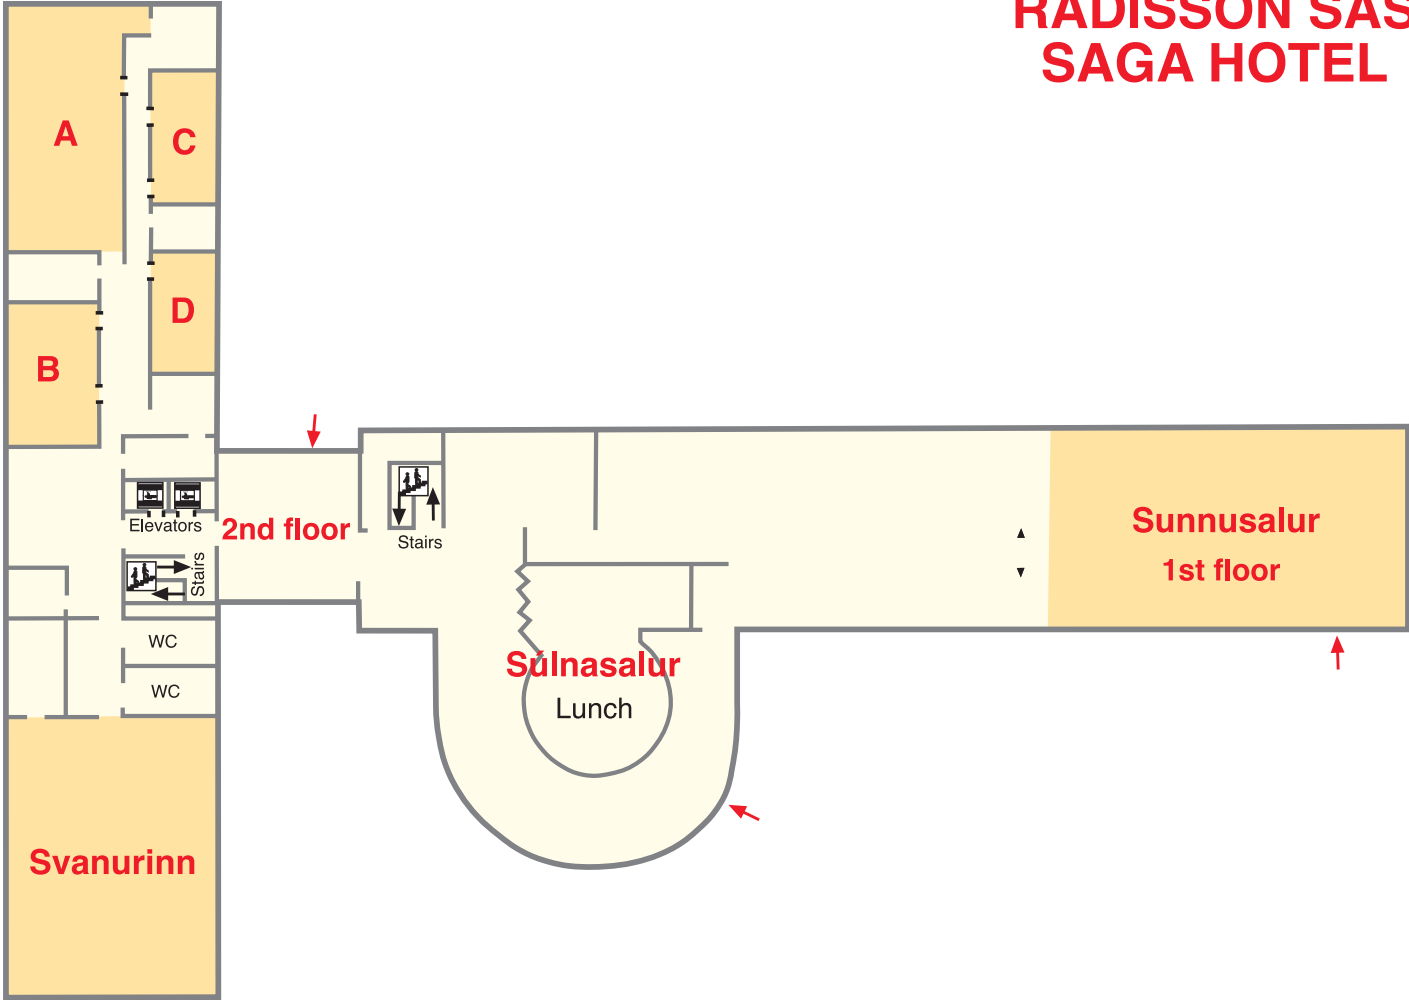 RADISSON SAS
SAGA HOTEL
A
C
D
B
Elevators
2nd floor
Stairs
Stairs
Sunnusalur
1st floor
WC
WC
Súlnasalur
Lunch
Svanurinn